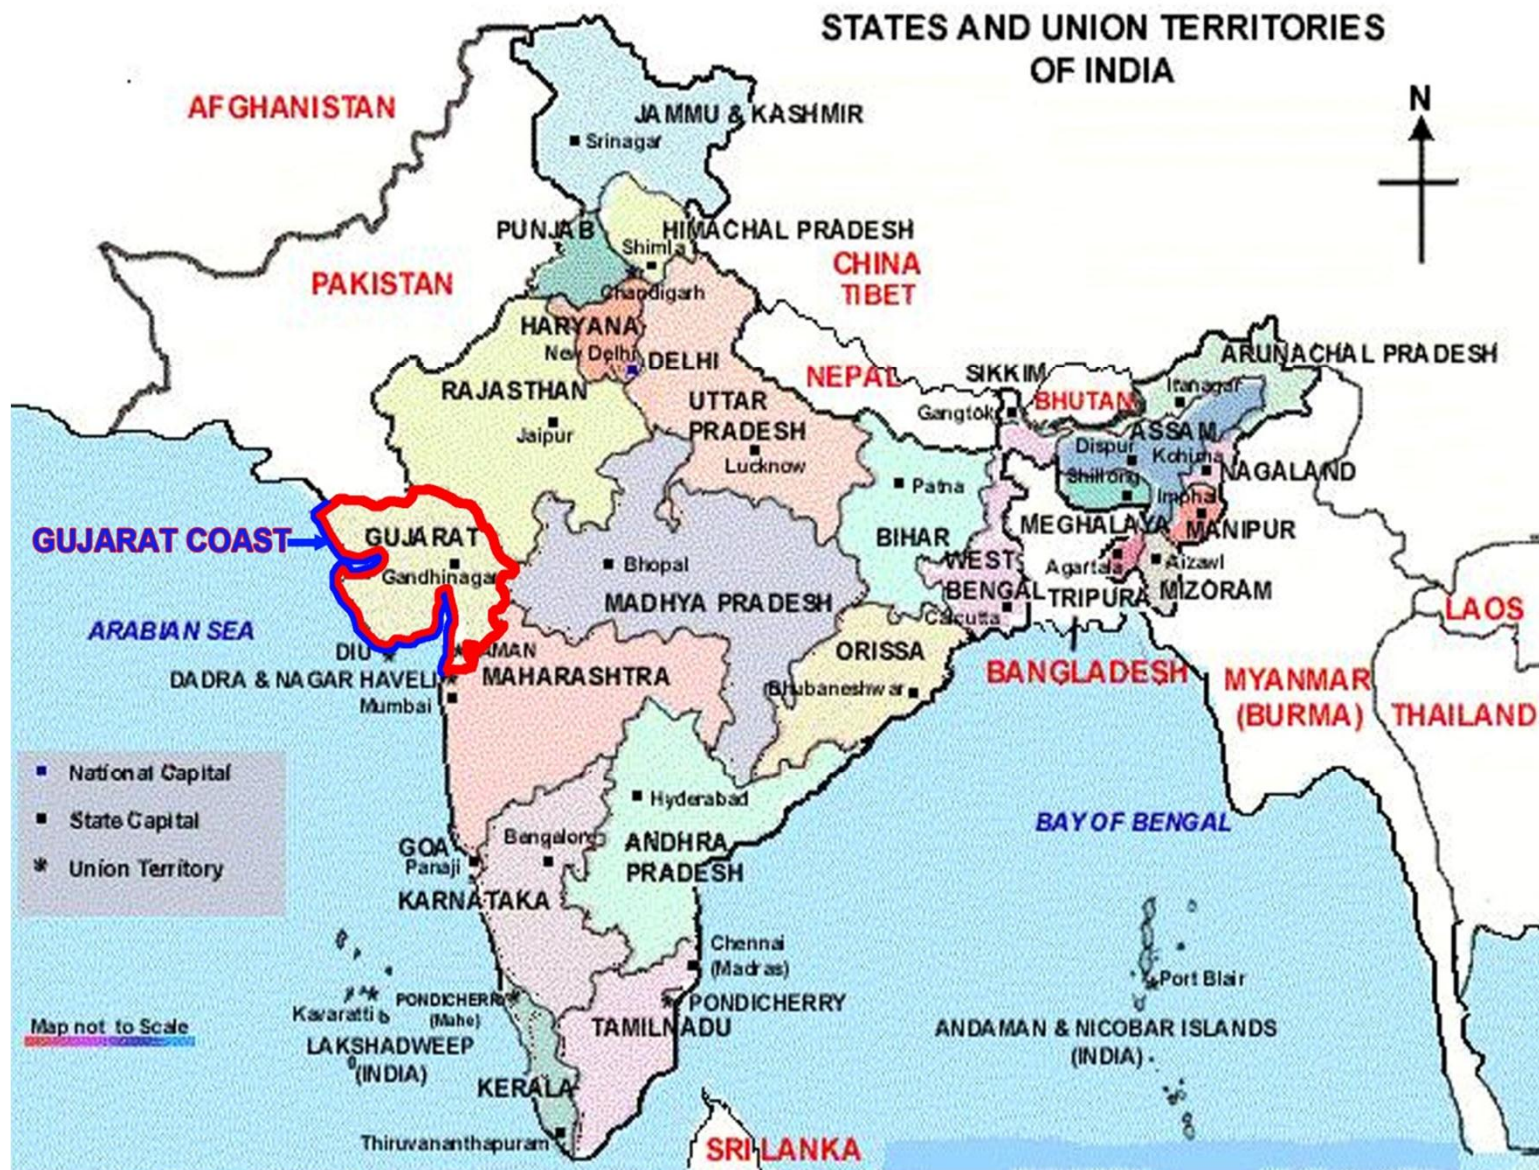 STATES AND UNION TERRITORIES
OF INDIA
N
AFGHANISTAN
JAMMU & KASHMIR
Srinagar
PUNJAB
HIMACHAL PRADESH
Shimla
CHINA
TIBET
PAKISTAN
Chandigarh
HARYANA
New Delhi
DELHI
RAJASTHAN
Jaipur
UTTAR
PRADESH
Lucknow
NEPAL
SIKKIM
Gangtok
BHUTAN
ARUNACHAL PRADESH
Itanagar
ASSAM
Dispur
Kohima
NAGALAND
Shillong
Imphal
MEGHALAYA
MANIPUR
Patna
BIHAR
GUJARAT COAST
GUJARAT
Gandhinagar
Bhopal
MADHYA PRADESH
WEST
BENGAL
Calcutta
Agartala
Aizawl
TRIPURA
MIZORAM
LAOS
ARABIAN SEA
DIU
DAMAN
DADRA & NAGAR HAVELI
Mumbai
MAHARASHTRA
ORISSA
Bhubaneshwar
BANGLADESH
MYANMAR
(BURMA)
THAILAND
National Capital
State Capital
Union Territory
Hyderabad
BAY OF BENGAL
GOA
Panaji
Bangalore
ANDHRA
PRADESH
KARNATAKA
Chennai
(Madras)
Port Blair
PONDICHERRY
(Mahe)
PONDICHERRY
Kavaratti
Map not to Scale
TAMILNADU
ANDAMAN & NICOBAR ISLANDS
(INDIA)
LAKSHADWEEP
(INDIA)
KERALA
Thiruvananthapuram
SRI LANKA